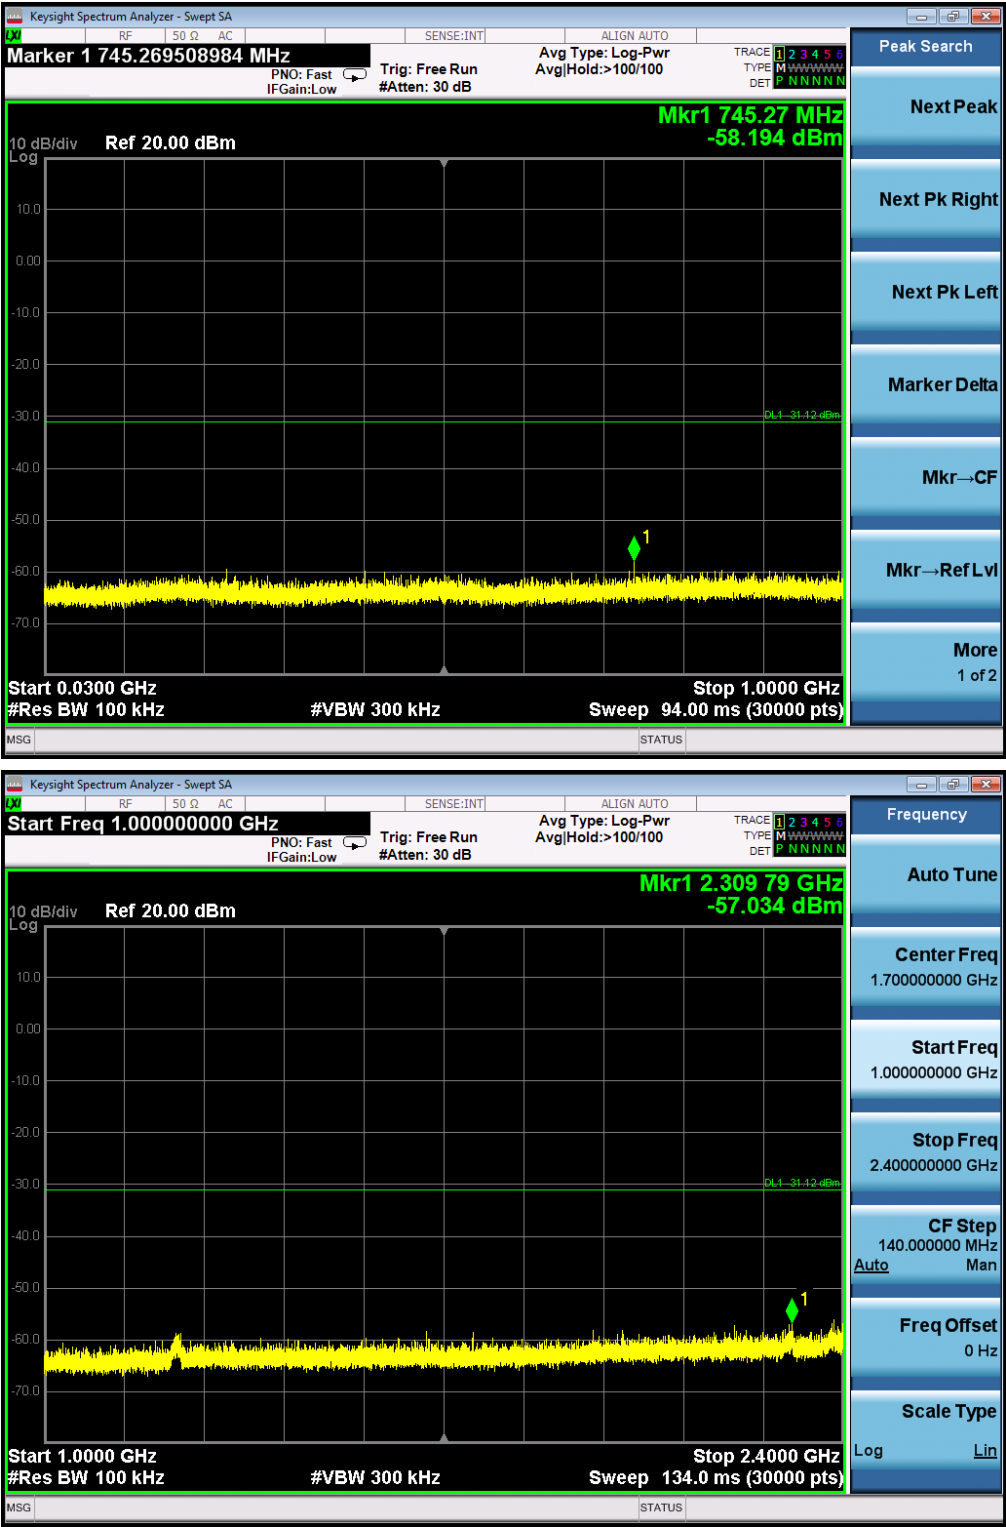 Keysight Spectrum Analyzer - Swept SA
LXI RF 50 Ω AC SENSE:INT ALIGN AUTO
Marker 1 745.269508984 MHz
PNO: Fast
IFGain:Low
Trig: Free Run
#Atten: 30 dB
Avg Type: Log-Pwr
Avg|Hold:>100/100
TRACE 1 2 3 4 5 6
TYPE M WWWWW
DET P N N N N N
Mkr1 745.27 MHz
-58.194 dBm
10 dB/div Ref 20.00 dBm
Log
10.0
0.00
-10.0
-20.0
-30.0
DL1 -31.12 dBm
-40.0
-50.0
1
-60.0
-70.0
Start 0.0300 GHz Stop 1.0000 GHz
#Res BW 100 kHz #VBW 300 kHz Sweep 94.00 ms (30000 pts)
MSG STATUS
Peak Search
Next Peak
Next Pk Right
Next Pk Left
Marker Delta
Mkr→CF
Mkr→Ref Lvl
More
1 of 2
Keysight Spectrum Analyzer - Swept SA
LXI RF 50 Ω AC SENSE:INT ALIGN AUTO
Start Freq 1.000000000 GHz
PNO: Fast
IFGain:Low
Trig: Free Run
#Atten: 30 dB
Avg Type: Log-Pwr
Avg|Hold:>100/100
TRACE 1 2 3 4 5 6
TYPE M WWWWW
DET P N N N N N
Mkr1 2.309 79 GHz
-57.034 dBm
10 dB/div Ref 20.00 dBm
Log
10.0
0.00
-10.0
-20.0
-30.0
DL1 -31.12 dBm
-40.0
-50.0
1
-60.0
-70.0
Start 1.0000 GHz Stop 2.4000 GHz
#Res BW 100 kHz #VBW 300 kHz Sweep 134.0 ms (30000 pts)
MSG STATUS
Frequency
Auto Tune
Center Freq
1.700000000 GHz
Start Freq
1.000000000 GHz
Stop Freq
2.400000000 GHz
CF Step
140.000000 MHz
Auto Man
Freq Offset
0 Hz
Scale Type
Log Lin